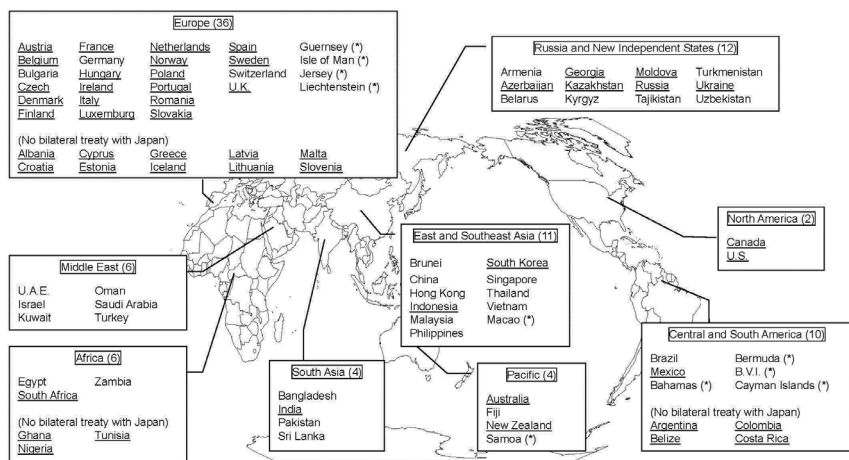 Europe (36)
Austria France Netherlands Spain Guernsey (*)
Belgium Germany Norway Sweden Isle of Man (*)
Bulgaria Hungary Poland Switzerland Jersey (*)
Czech Ireland Portugal U.K. Liechtenstein (*)
Denmark Italy Romania
Finland Luxemburg Slovakia
(No bilateral treaty with Japan)
Albania Cyprus Greece Latvia Malta
Croatia Estonia Iceland Lithuania Slovenia
Russia and New Independent States (12)
Armenia Georgia Moldova Turkmenistan
Azerbaijan Kazakhstan Russia Ukraine
Belarus Kyrgyz Tajikistan Uzbekistan
North America (2)
Canada
U.S.
East and Southeast Asia (11)
Brunei South Korea
China Singapore
Hong Kong Thailand
Indonesia Vietnam
Malaysia Macao (*)
Philippines
Middle East (6)
U.A.E. Oman
Israel Saudi Arabia
Kuwait Turkey
Africa (6)
Egypt Zambia
South Africa
(No bilateral treaty with Japan)
Ghana Tunisia
Nigeria
South Asia (4)
Bangladesh
India
Pakistan
Sri Lanka
Pacific (4)
Australia
Fiji
New Zealand
Samoa (*)
Central and South America (10)
Brazil Bermuda (*)
Mexico B.V.I. (*)
Bahamas (*) Cayman Islands (*)
(No bilateral treaty with Japan)
Argentina Colombia
Belize Costa Rica